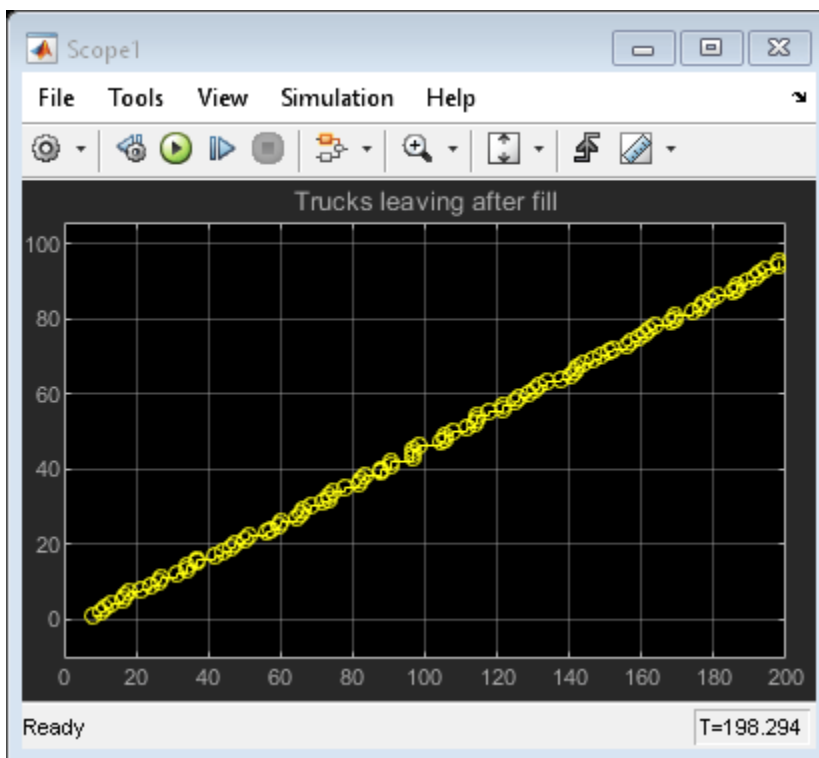 Scope1
File Tools View Simulation Help
Trucks leaving after fill
100
80
60
40
20
0
0 20 40 60 80 100 120 140 160 180 200
Ready T=198.294